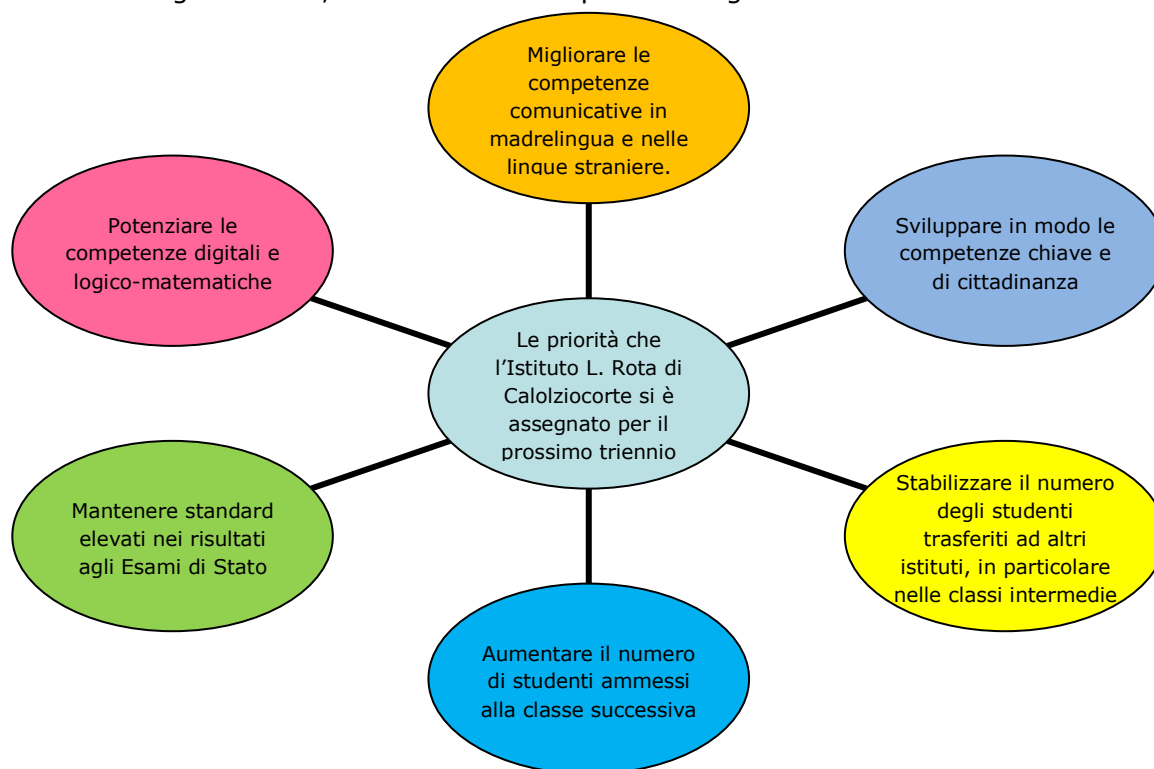 Migliorare le
competenze
comunicative in
madrelingua e nelle
lingue straniere.
Potenziare le
competenze digitali e
logico-matematiche
Sviluppare in modo le
competenze chiave e
di cittadinanza
Le priorità che
l'Istituto L. Rota di
Calolziocorte si è
assegnato per il
prossimo triennio
Mantenere standard
elevati nei risultati
agli Esami di Stato
Stabilizzare il numero
degli studenti
trasferiti ad altri
istituti, in particolare
nelle classi intermedie
Aumentare il numero
di studenti ammessi
alla classe successiva